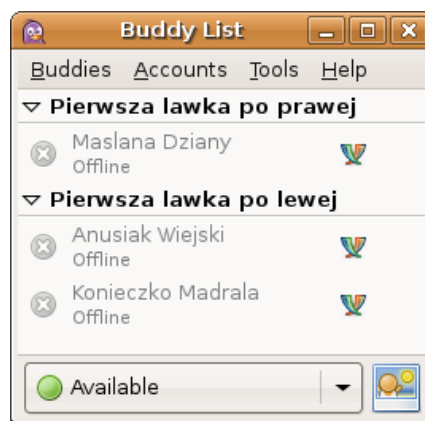 Buddy List
Buddies Accounts Tools Help
Pierwsza lawka po prawej
Maslana Dziany
Offline
Pierwsza lawka po lewej
Anusiak Wiejski
Offline
Konieczko Madrala
Offline
Available